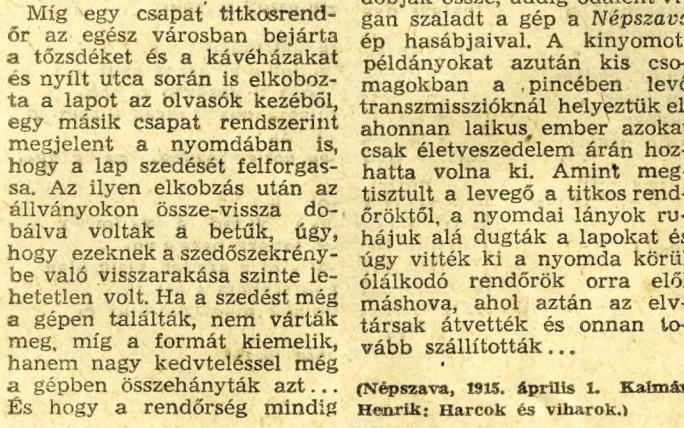 Míg egy csapat titkosrend-
őr az egész városban bejárta
a tőzsdéket és a kávéházakat
és nyílt utca során is elkoboz-
ta a lapot az olvasók kezéből,
egy másik csapat rendszerint
megjelent a nyomdában is,
hogy a lap szedését felforgas-
sa. Az ilyen elkobzás után az
állványokon össze-vissza do-
bálva voltak a betűk, úgy,
hogy ezeknek a szedőszekrény-
be való visszarakása szinte le-
hetetlen volt. Ha a szedést még
a gépen találták, nem várták
meg, míg a formát kiemelik,
hanem nagy kedvteléssel még
a gépben összehányták azt...
És hogy a rendőrség mindig
gan szaladt a gép a Népszava
ép hasábjaival. A kinyomot
példányokat azután kis cso-
magokban a pincében levő
transzmisszióknál helyeztük el
ahonnan laikus ember azokat
csak életveszedelem árán hoz-
hatta volna ki. Amint meg-
tisztult a levegő a titkos rend-
őröktől, a nyomdai lányok ru-
hájuk alá dugták a lapokat és
úgy vitték ki a nyomda körül
ólálkodó rendőrök orra elől
máshova, ahol aztán az elv-
társak átvették és onnan to-
vább szállították...
(Népszava, 1915. április 1. Kalmár
Henrik: Harcok és viharok.)